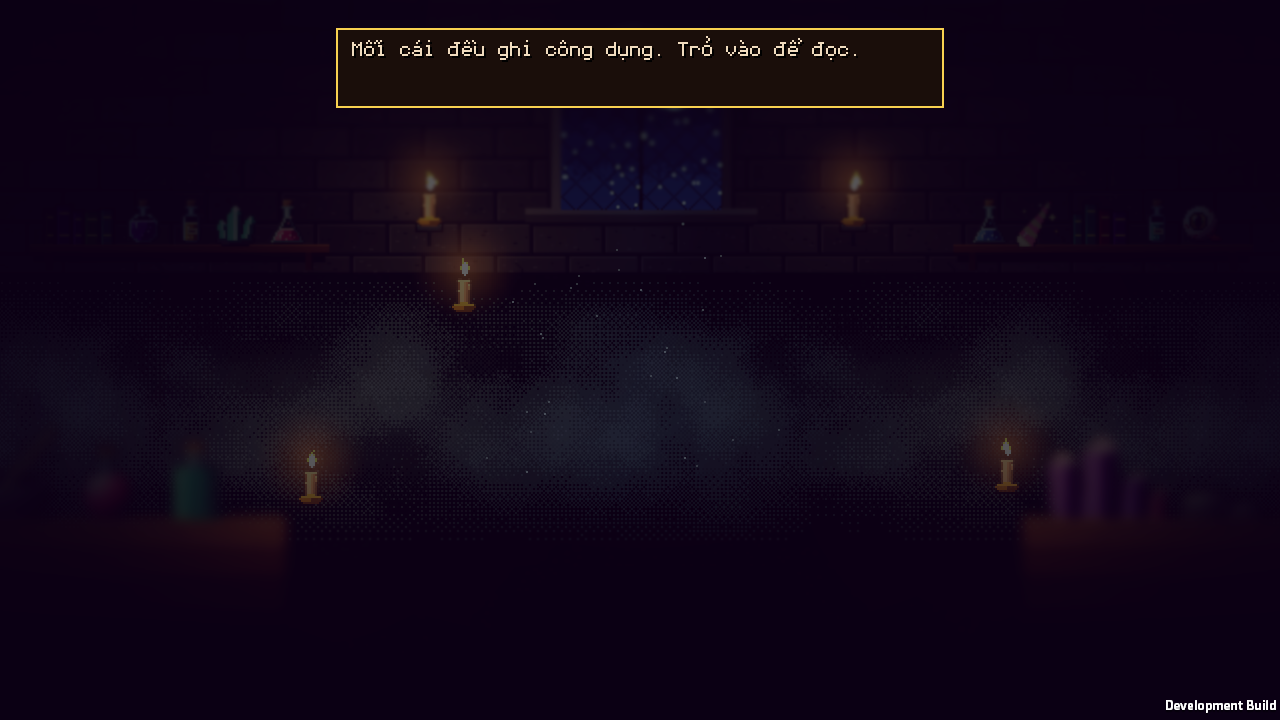 Mỗi cái đều ghi công dụng. Trỏ vào để đọc.
Development Build